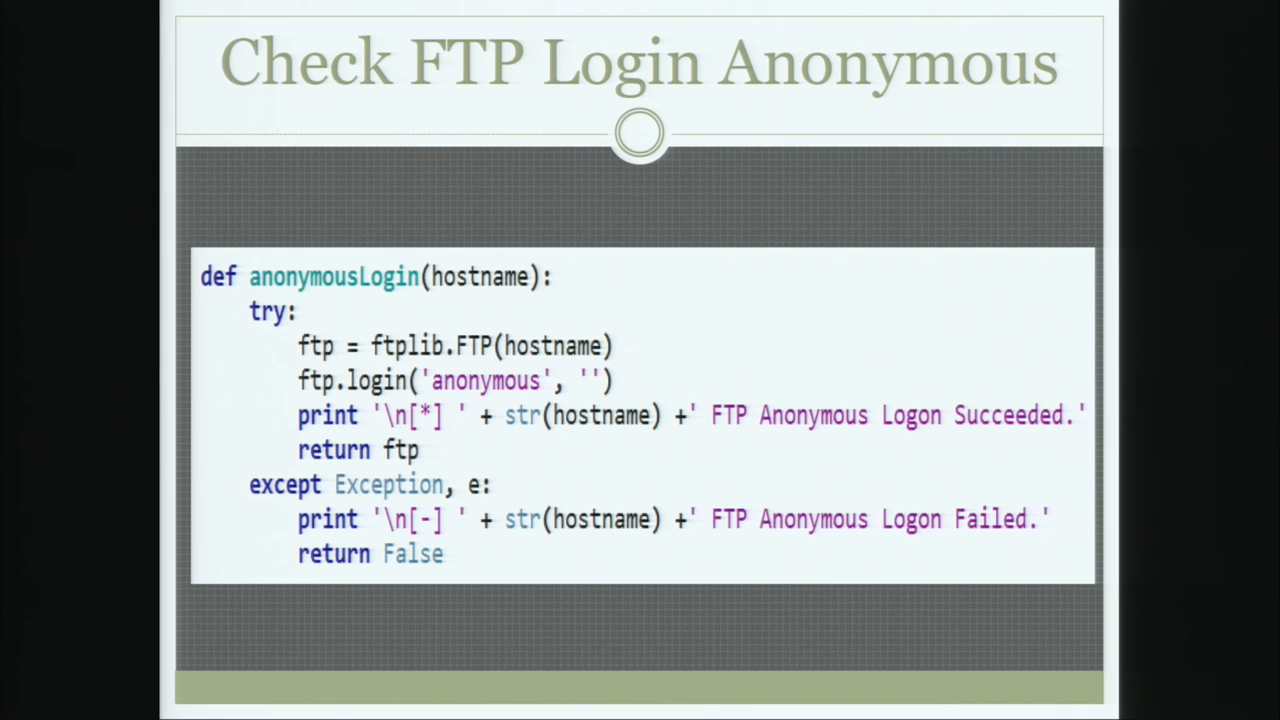 Check FTP Login Anonymous
def anonymousLogin(hostname):
    try:
        ftp = ftplib.FTP(hostname)
        ftp.login('anonymous', '')
        print '\n[*] ' + str(hostname) +' FTP Anonymous Logon Succeeded.'
        return ftp
    except Exception, e:
        print '\n[-] ' + str(hostname) +' FTP Anonymous Logon Failed.'
        return False